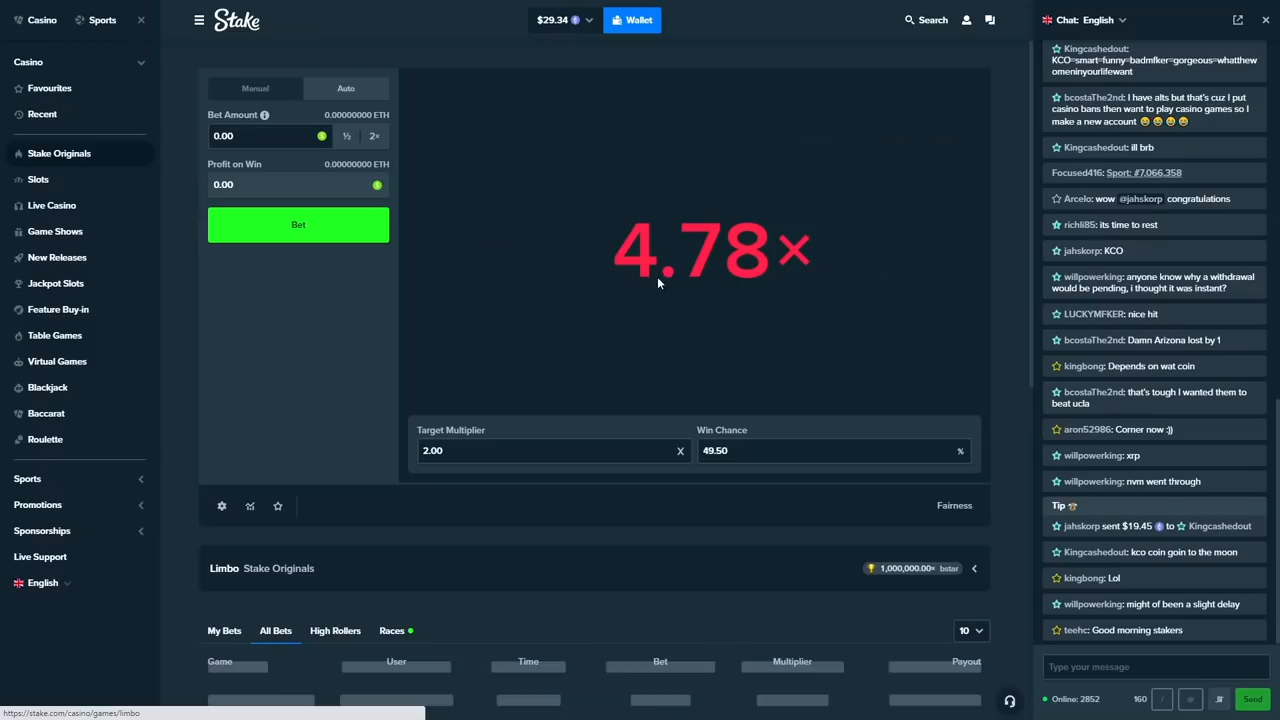 Casino
Sports
Stake
$29.34
Wallet
Search
Chat: English
Casino
Favourites
Recent
Stake Originals
Slots
Live Casino
Game Shows
New Releases
Jackpot Slots
Feature Buy-in
Table Games
Virtual Games
Blackjack
Baccarat
Roulette
Sports
Promotions
Sponsorships
Live Support
English
Manual
Auto
Bet Amount
0.00000000 ETH
0.00
½
2×
Profit on Win
0.00000000 ETH
0.00
Bet
4.78×
Target Multiplier
Win Chance
2.00
X
49.50
%
Fairness
Limbo Stake Originals
1,000,000.00× bstar
My Bets
All Bets
High Rollers
Races
10
Game
User
Time
Bet
Multiplier
Payout
Kingcashedout:
KCO=smart=funny=badmfker=gorgeous=whatthew
omeninyourlifewant
bcostaThe2nd: I have alts but that's cuz I put
casino bans then want to play casino games so I
make a new account 😄 😄 😄 😄
Kingcashedout: ill brb
Focused416: Sport: #7,066,358
Arcelo: wow @jahskorp congratulations
richli85: its time to rest
jahskorp: KCO
willpowerking: anyone know why a withdrawal
would be pending, i thought it was instant?
LUCKYMFKER: nice hit
bcostaThe2nd: Damn Arizona lost by 1
kingbong: Depends on wat coin
bcostaThe2nd: that's tough I wanted them to
beat ucla
aron52986: Corner now :))
willpowerking: xrp
willpowerking: nvm went through
Tip
jahskorp sent $19.45 to Kingcashedout
Kingcashedout: kco coin goin to the moon
kingbong: Lol
willpowerking: might of been a slight delay
teehc: Good morning stakers
Type your message
Online: 2852
160
/
@
Send
https://stake.com/casino/games/limbo